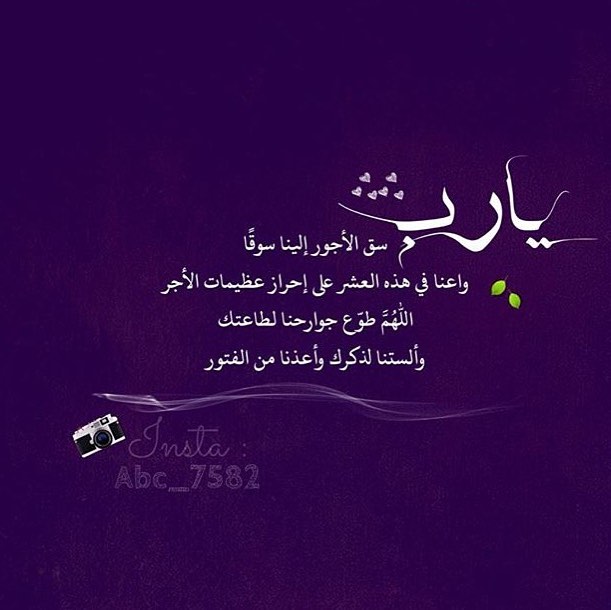 يارب
سق الأجور إلينا سوقًا
واعنا في هذه العشر على إحراز عظيمات الأجر
اللهُمَّ طوّع جوارحنا لطاعتك
وألستنا لذكرك وأعذنا من الفتور
Insta :
Abc_7582